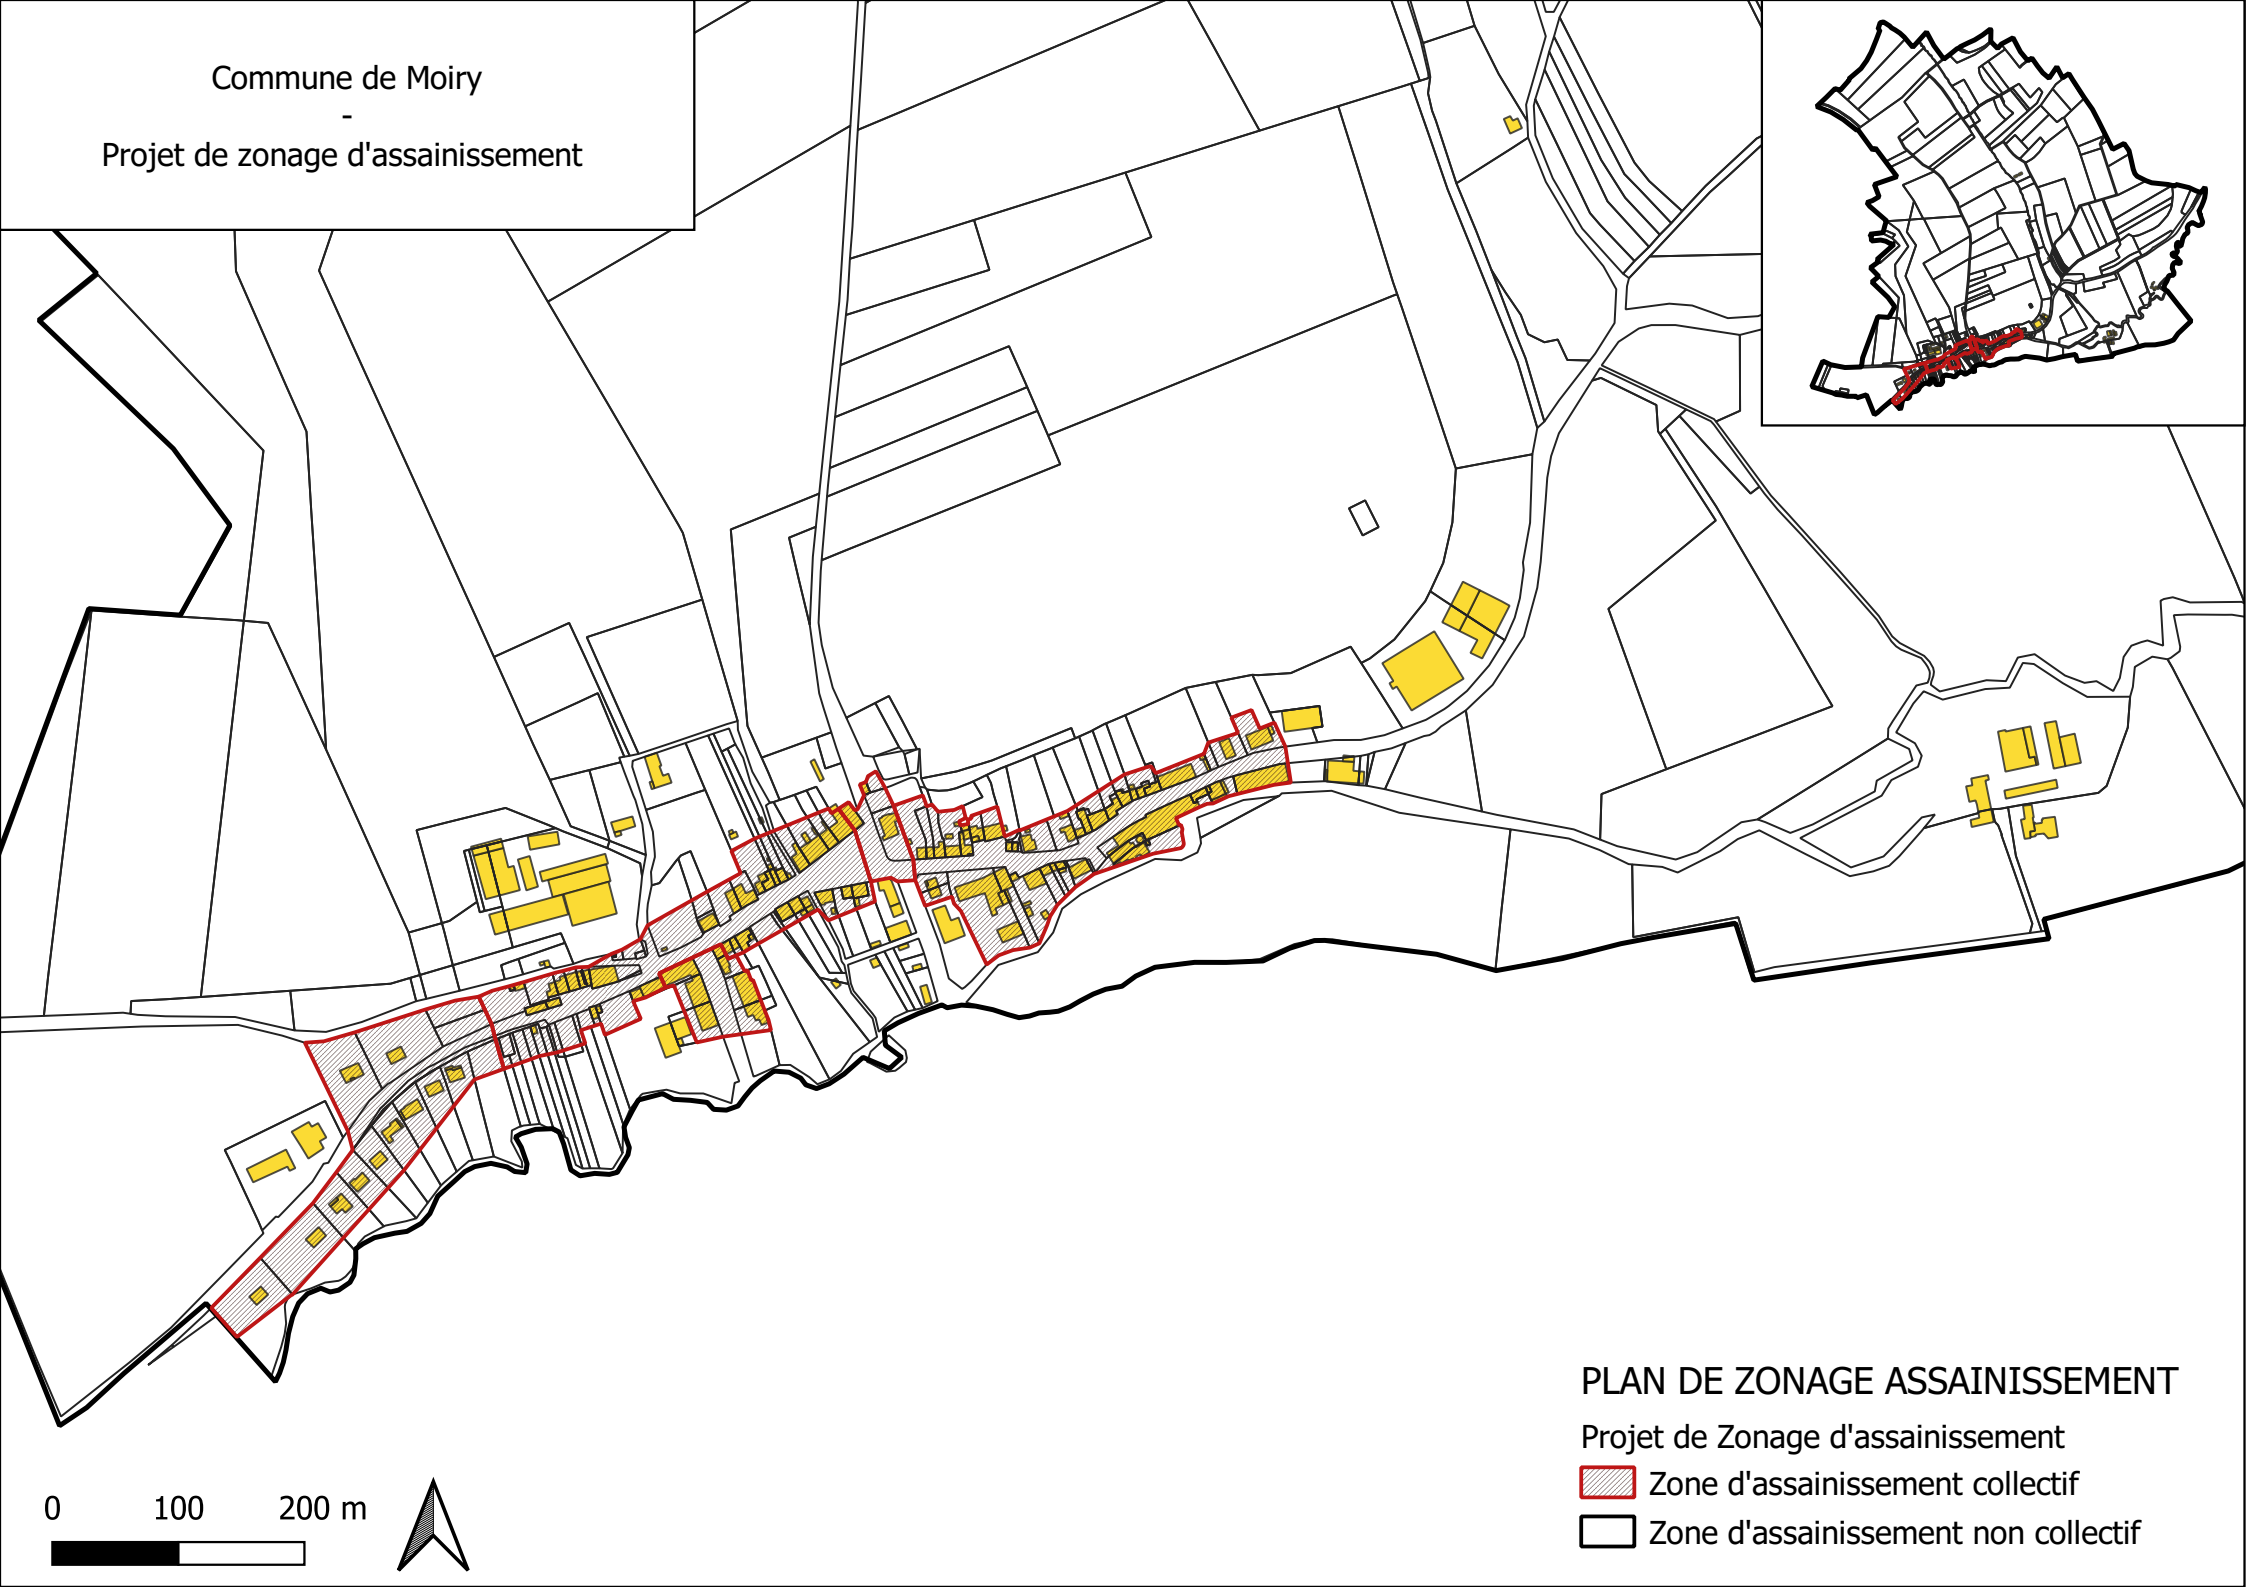 Commune de Moiry
-
Projet de zonage d'assainissement
PLAN DE ZONAGE ASSAINISSEMENT
Projet de Zonage d'assainissement
Zone d'assainissement collectif
Zone d'assainissement non collectif
0 100 200 m